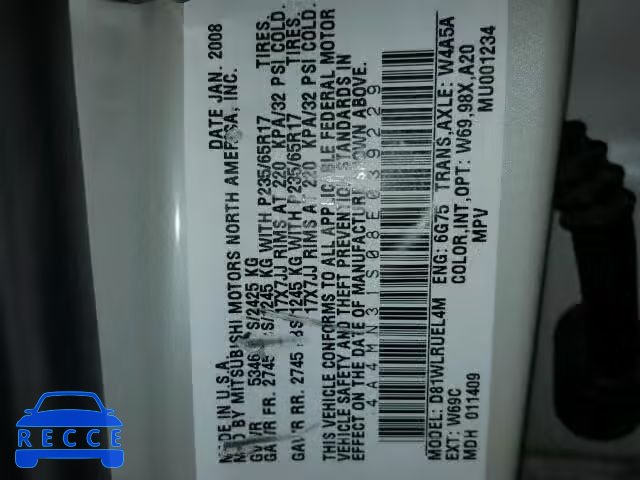 MADE IN U.S.A. DATE JAN. 2008
MFD BY MITSUBISHI MOTORS NORTH AMERICA, INC.
5346 LBS/2425 KG
GAWR FR. 2745 LBS/1245 KG WITH P235/65R17 TIRES,
17X7JJ RIMS AT 220 KPA/32 PSI COLD.
GAWR RR. 2745 LBS/1245 KG WITH P235/65R17 TIRES,
17X7JJ RIMS AT 220 KPA/32 PSI COLD.
THIS VEHICLE CONFORMS TO ALL APPLICABLE FEDERAL MOTOR
VEHICLE SAFETY AND THEFT PREVENTION STANDARDS IN
EFFECT ON THE DATE OF MANUFACTURE SHOWN ABOVE.
4A4MN31S08E039229
MODEL: D81WLRUEL4M ENG: 6G75 TRANS,AXLE: W4A5A
EXT: W69C COLOR,INT,OPT: W69,98X,A20
MDH 011409 MPV MU001234
RECCE